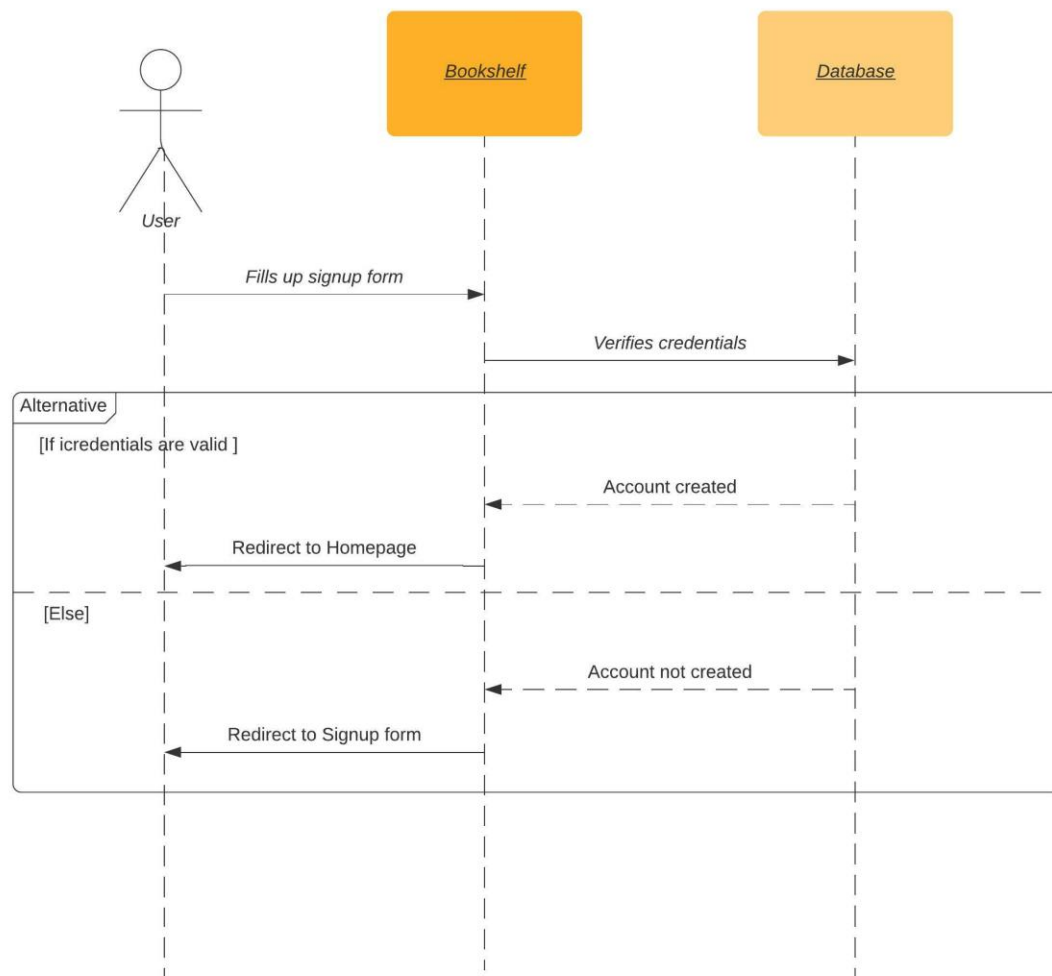 Bookshelf
Database
User
Fills up signup form
Verifies credentials
Alternative
[If icredentials are valid ]
Account created
Redirect to Homepage
[Else]
Account not created
Redirect to Signup form